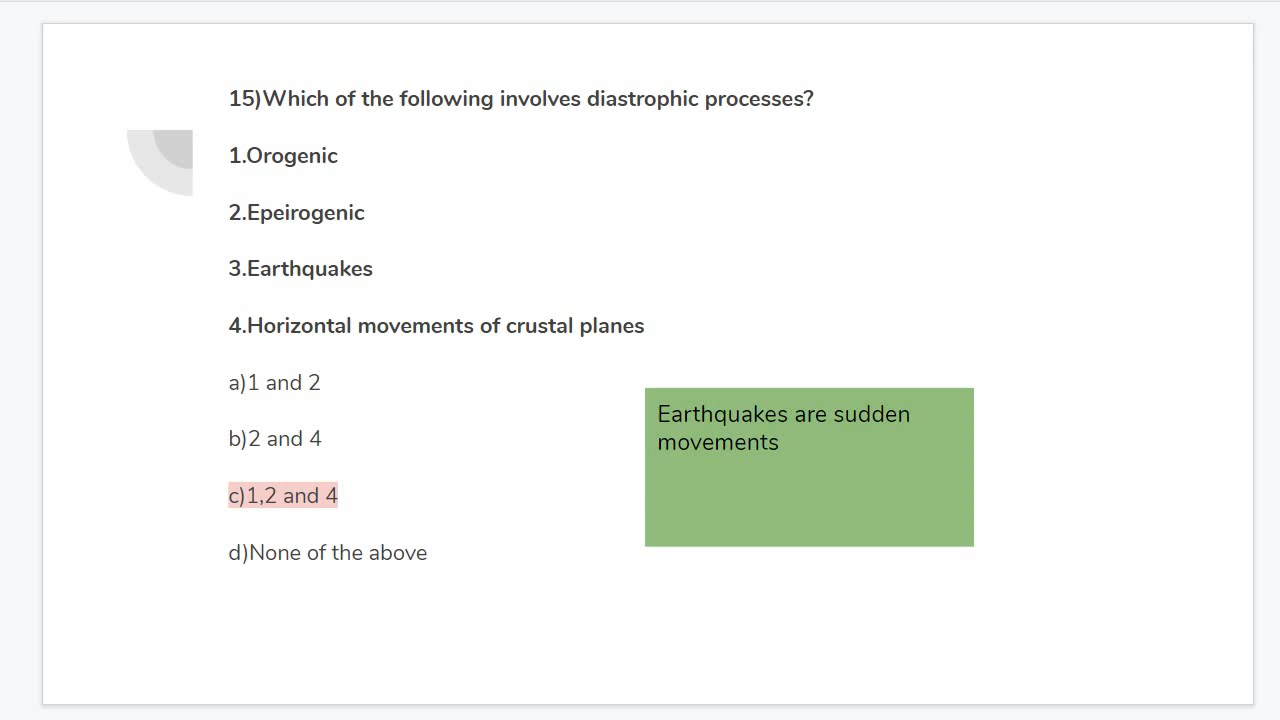 15)Which of the following involves diastrophic processes?
1.Orogenic
2.Epeirogenic
3.Earthquakes
4.Horizontal movements of crustal planes
a)1 and 2
b)2 and 4
c)1,2 and 4
d)None of the above
Earthquakes are sudden
movements